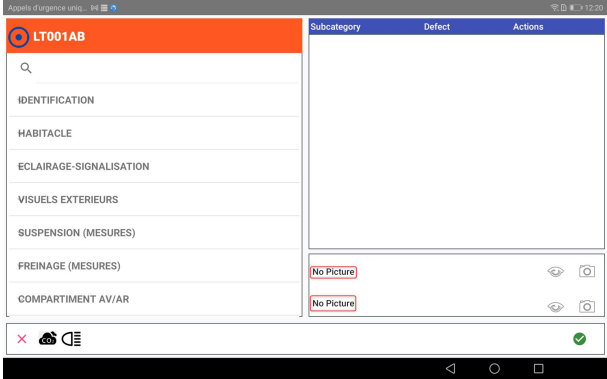 Appels d'urgence uniq... 12:20
LT001AB
IDENTIFICATION
HABITACLE
ECLAIRAGE-SIGNALISATION
VISUELS EXTERIEURS
SUSPENSION (MESURES)
FREINAGE (MESURES)
COMPARTIMENT AV/AR
Subcategory Defect Actions
No Picture
No Picture
CO₂